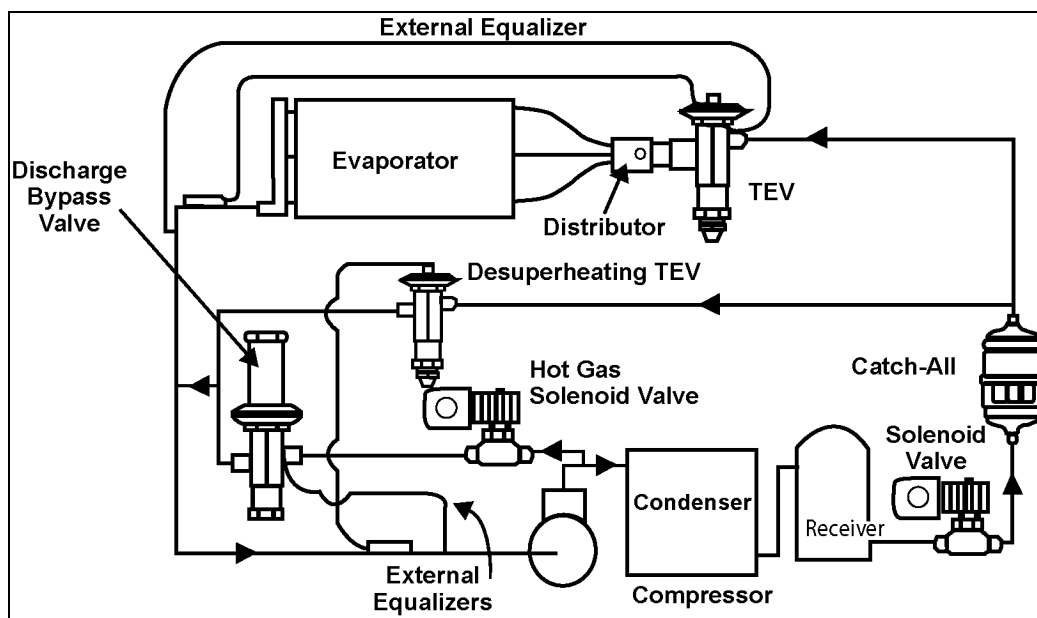 External Equalizer
Evaporator
Discharge
Bypass
Valve
TEV
Distributor
Desuperheating TEV
Hot Gas
Solenoid Valve
Catch-All
Solenoid
Valve
Condenser
Receiver
External
Equalizers
Compressor